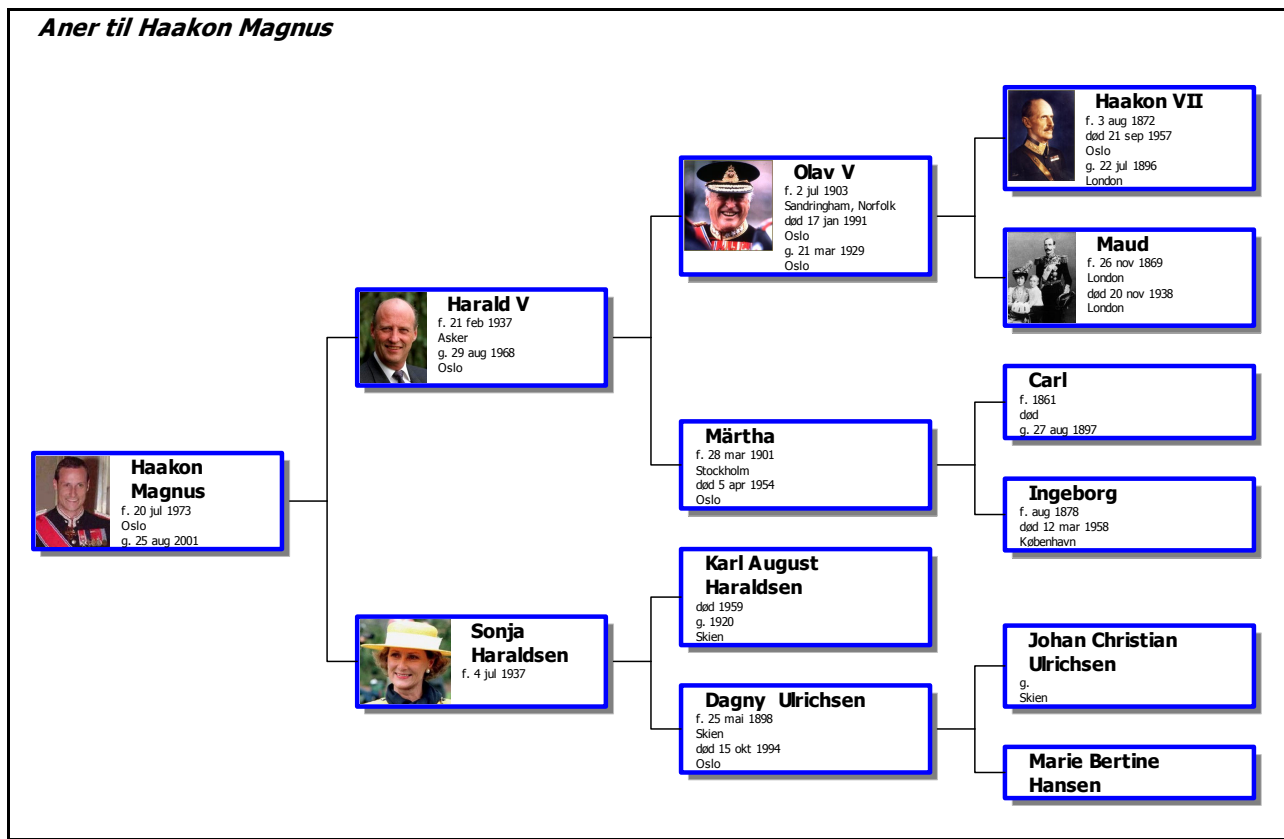 Aner til Haakon Magnus
Haakon
Magnus
f. 20 jul 1973
Oslo
g. 25 aug 2001
Harald V
f. 21 feb 1937
Asker
g. 29 aug 1968
Oslo
Sonja
Haraldsen
f. 4 jul 1937
Olav V
f. 2 jul 1903
Sandringham, Norfolk
død 17 jan 1991
Oslo
g. 21 mar 1929
Oslo
Märtha
f. 28 mar 1901
Stockholm
død 5 apr 1954
Oslo
Karl August
Haraldsen
død 1959
g. 1920
Skien
Dagny Ulrichsen
f. 25 mai 1898
Skien
død 15 okt 1994
Oslo
Haakon VII
f. 3 aug 1872
død 21 sep 1957
Oslo
g. 22 jul 1896
London
Maud
f. 26 nov 1869
London
død 20 nov 1938
London
Carl
f. 1861
død
g. 27 aug 1897
Ingeborg
f. aug 1878
død 12 mar 1958
København
Johan Christian
Ulrichsen
g.
Skien
Marie Bertine
Hansen